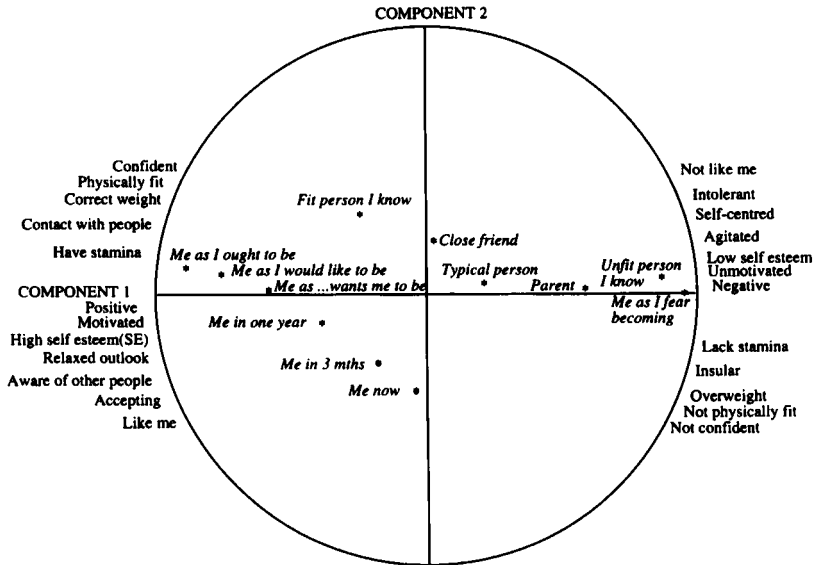 COMPONENT 2
Confident
Physically fit
Correct weight
Contact with people
Have stamina
COMPONENT 1
Positive
Motivated
High self esteem(SE)
Relaxed outlook
Aware of other people
Accepting
Like me
Fit person I know
Close friend
Me as I ought to be
Me as I would like to be
Me as ...wants me to be
Typical person
Parent
Unfit person
I know
Me as I fear
becoming
Me in one year
Me in 3 mths
Me now
Not like me
Intolerant
Self-centred
Agitated
Low self esteem
Unmotivated
Negative
Lack stamina
Insular
Overweight
Not physically fit
Not confident